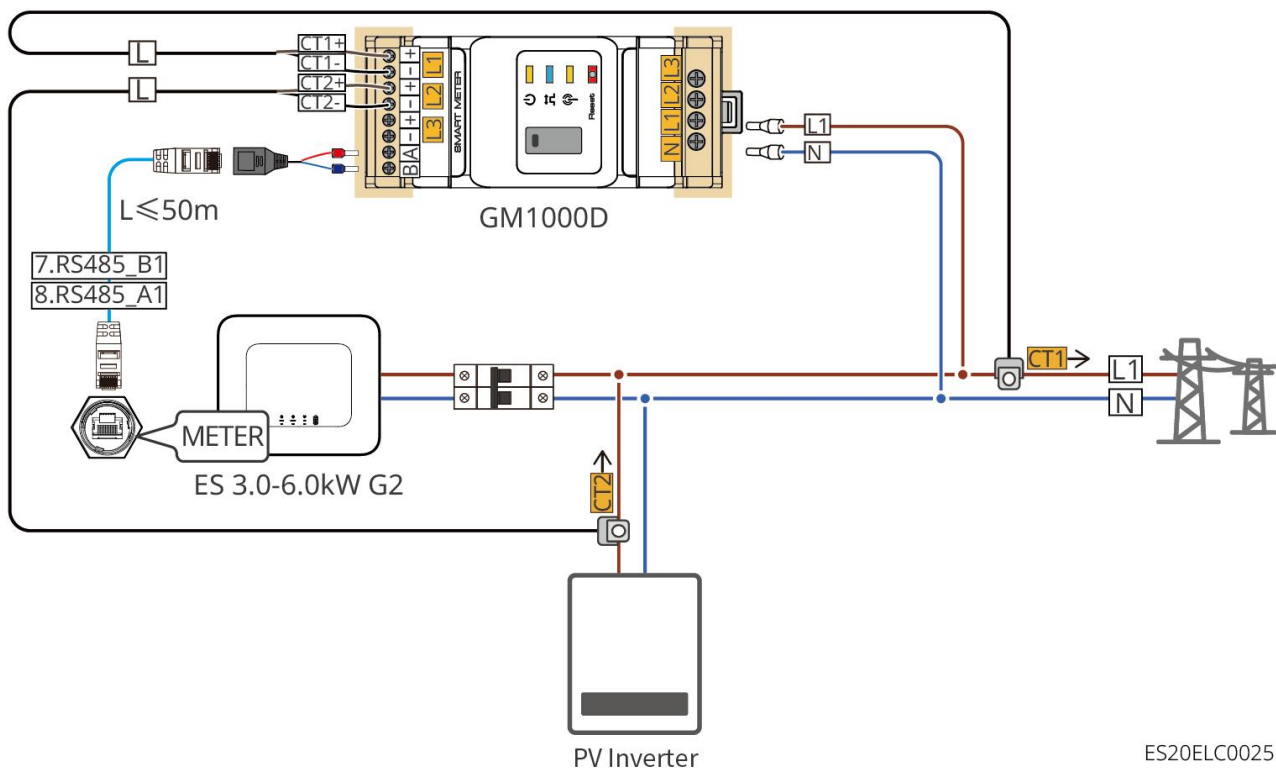 L
CT1+
CT1-
L
CT2+
CT2-
+
-
+
-
+
-
A
B
L1
L2
L3
SMART METER
Reset
L3
L2
L1
N
L1
N
GM1000D
L≤50m
7.RS485_B1
8.RS485_A1
METER
ES 3.0-6.0kW G2
CT1
L1
N
CT2
PV Inverter
ES20ELC0025